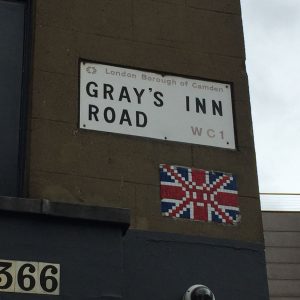 London Borough of Camden
GRAY'S INN
ROAD
WC1
366